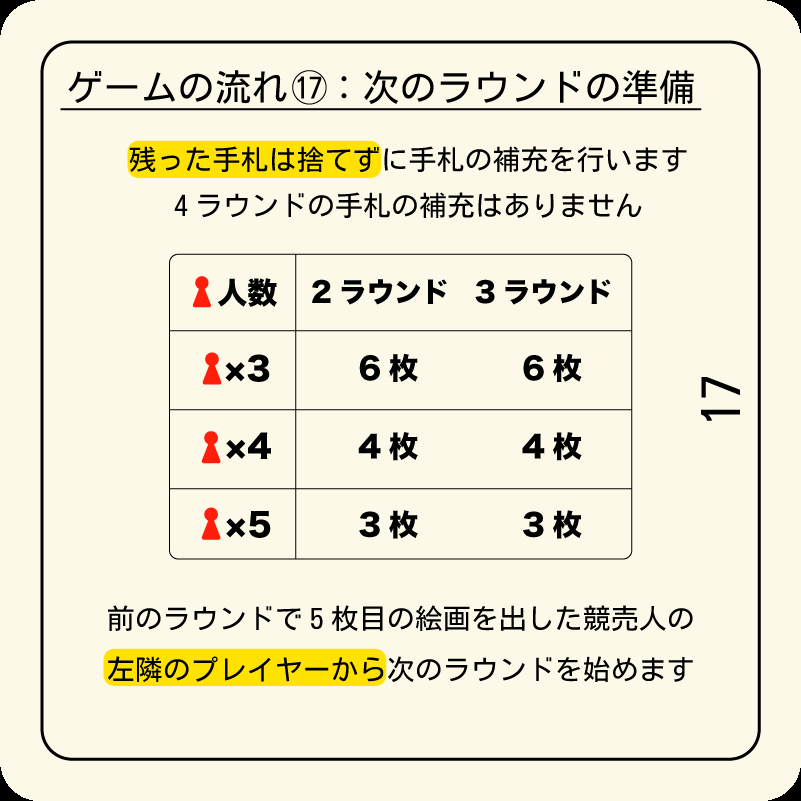 ゲームの流れ⑰：次のラウンドの準備
残った手札は捨てずに手札の補充を行います
4ラウンドの手札の補充はありません
人数 2ラウンド 3ラウンド
×3 6枚 6枚
×4 4枚 4枚
×5 3枚 3枚
17
前のラウンドで5枚目の絵画を出した競売人の
左隣のプレイヤーから次のラウンドを始めます